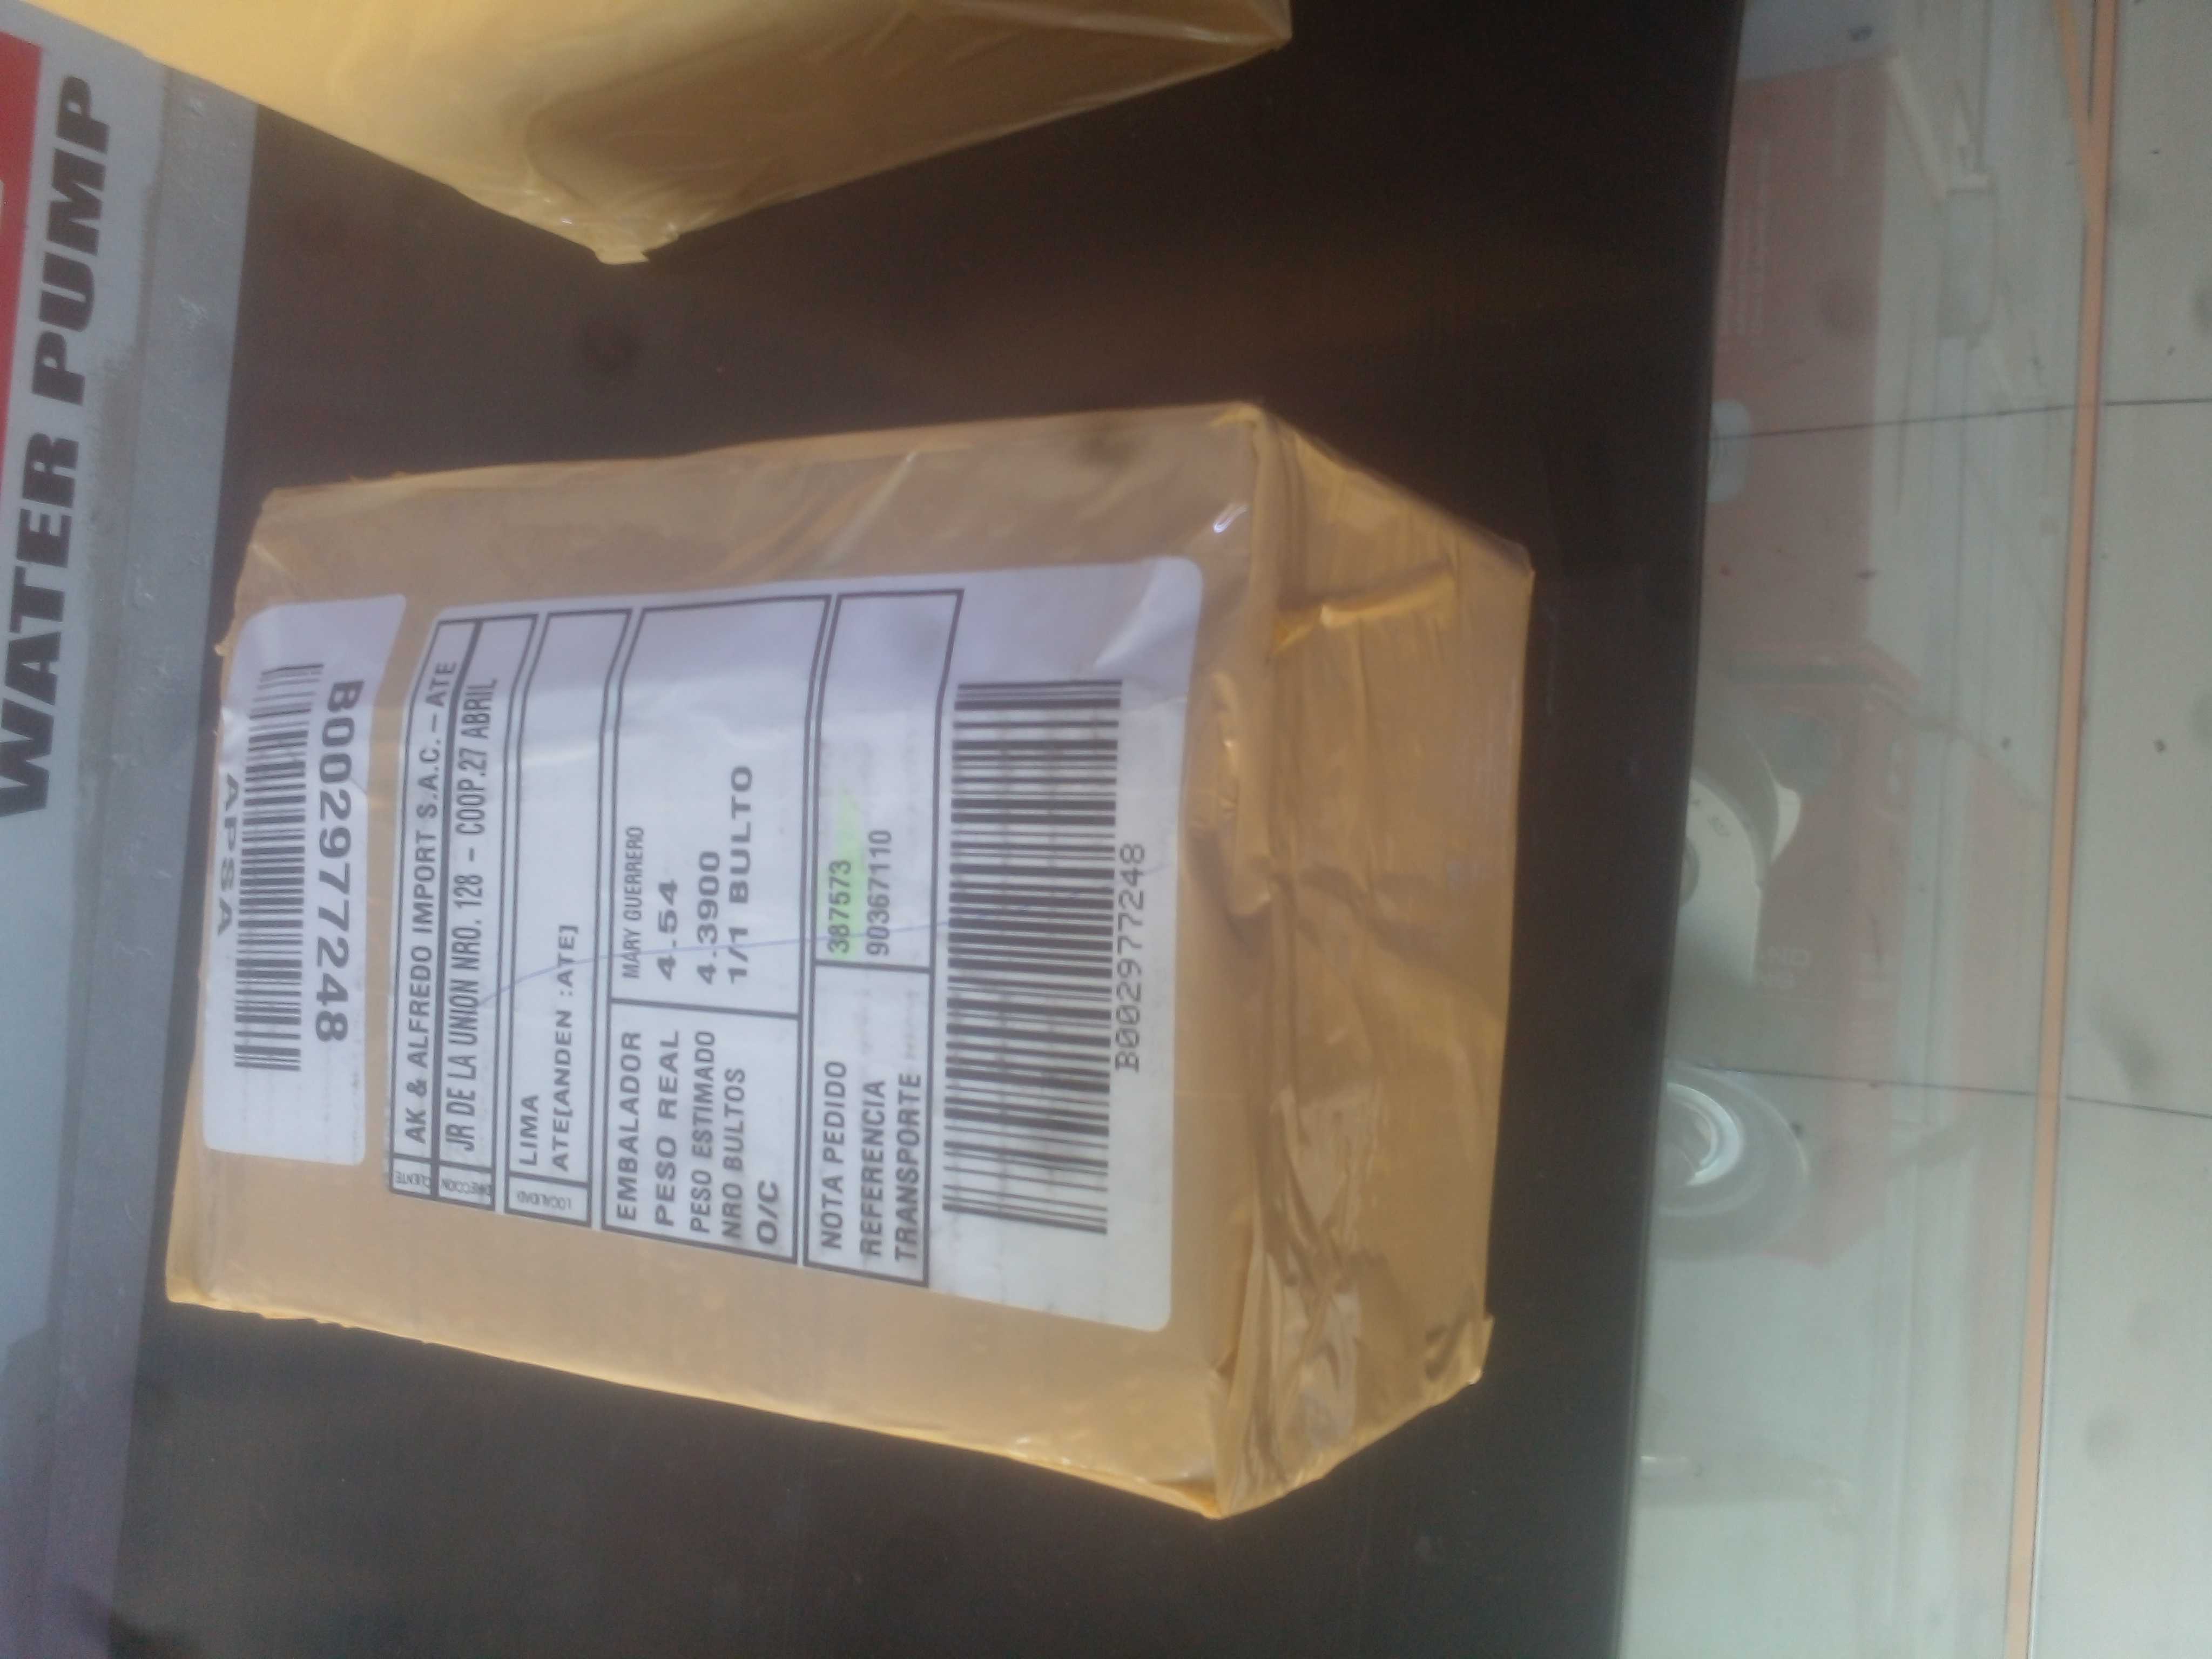 WATER PUMP
APSA
B002977248
CLIENTE AK & ALFREDO IMPORT S.A.C. - ATE
DIRECCION JR DE LA UNION NRO. 128 - COOP.27 ABRIL
LOCALIDAD LIMA
ATE[ANDEN :ATE]
EMBALADOR MARY GUERRERO
PESO REAL 4.54
PESO ESTIMADO 4.3900
NRO BULTOS 1/1 BULTO
O/C
NOTA PEDIDO 387573
REFERENCIA 90367110
TRANSPORTE
B002977248